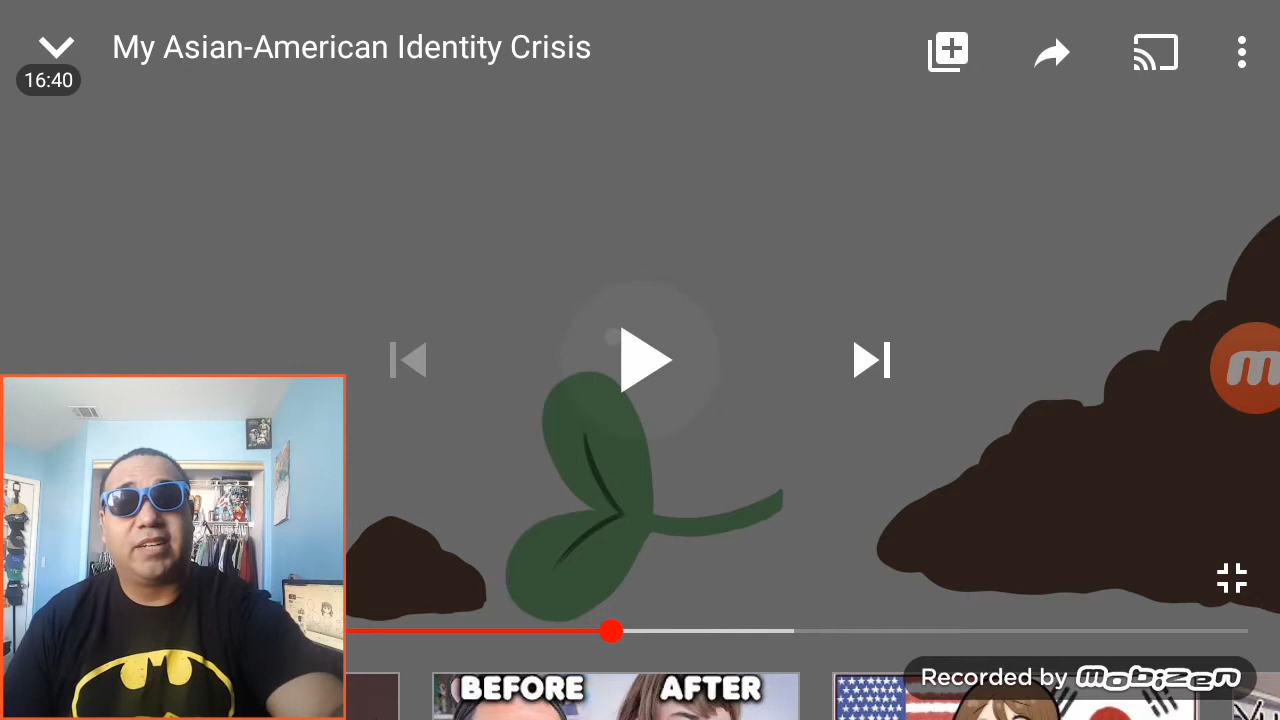 My Asian-American Identity Crisis
16:40
m
Recorded by mobizen
BEFORE AFTER